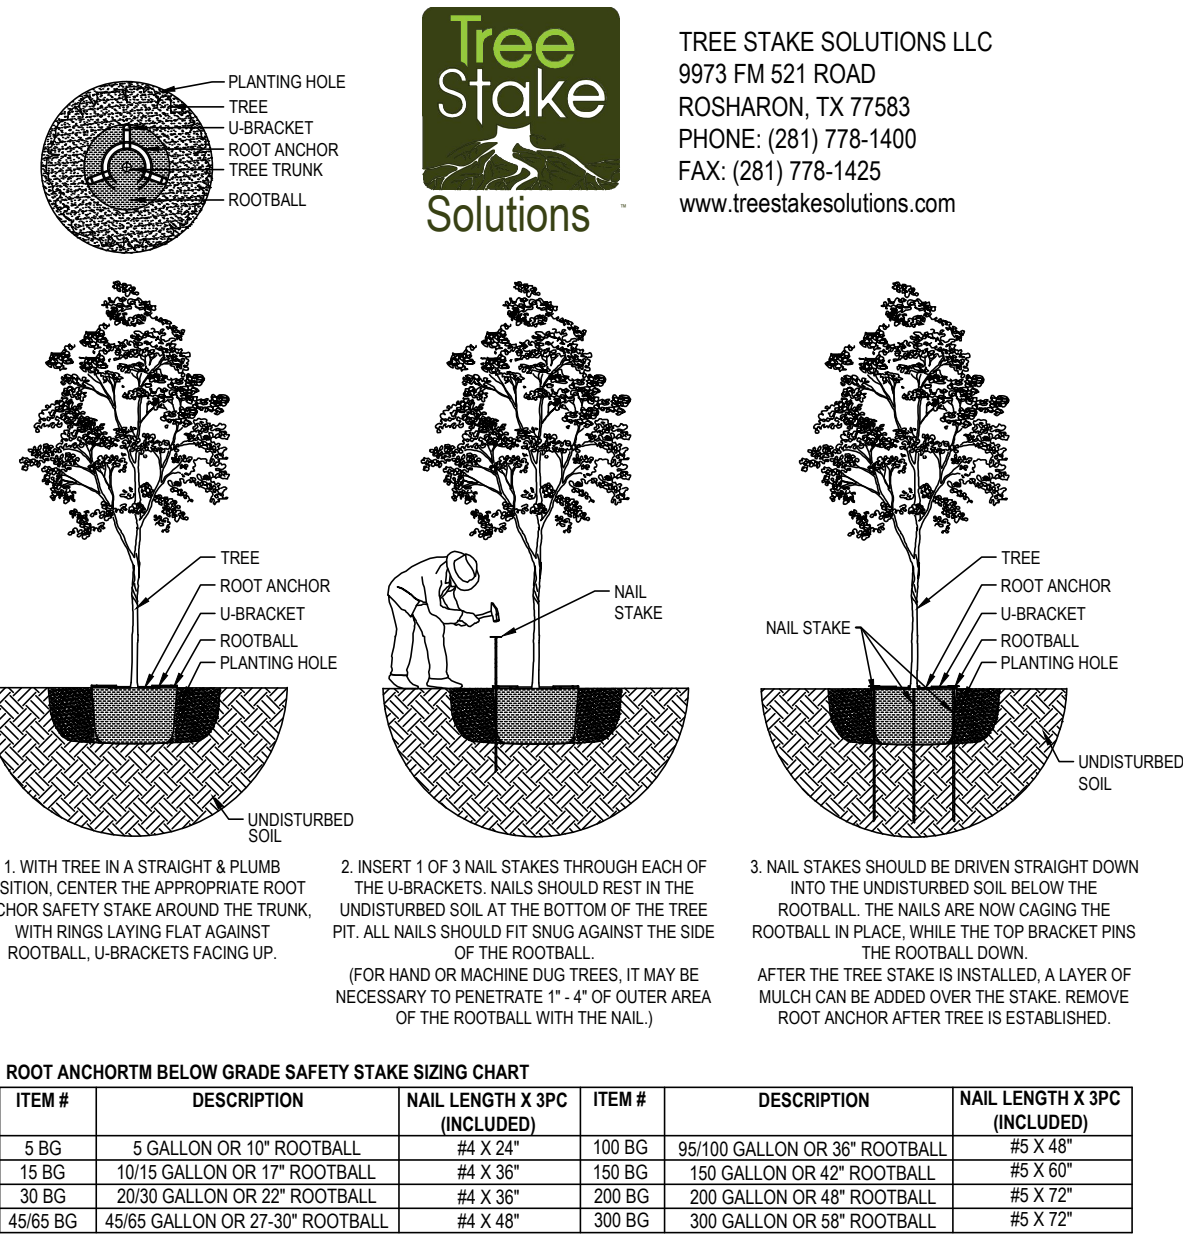 PLANTING HOLE
TREE
U-BRACKET
ROOT ANCHOR
TREE TRUNK
ROOTBALL
Tree
Stake
Solutions
™
TREE STAKE SOLUTIONS LLC
9973 FM 521 ROAD
ROSHARON, TX 77583
PHONE: (281) 778-1400
FAX: (281) 778-1425
www.treestakesolutions.com
TREE
ROOT ANCHOR
U-BRACKET
ROOTBALL
PLANTING HOLE
UNDISTURBED
SOIL
NAIL
STAKE
NAIL STAKE
TREE
ROOT ANCHOR
U-BRACKET
ROOTBALL
PLANTING HOLE
UNDISTURBED
SOIL
1. WITH TREE IN A STRAIGHT & PLUMB
SITION, CENTER THE APPROPRIATE ROOT
CHOR SAFETY STAKE AROUND THE TRUNK,
WITH RINGS LAYING FLAT AGAINST
ROOTBALL, U-BRACKETS FACING UP.
2. INSERT 1 OF 3 NAIL STAKES THROUGH EACH OF
THE U-BRACKETS. NAILS SHOULD REST IN THE
UNDISTURBED SOIL AT THE BOTTOM OF THE TREE
PIT. ALL NAILS SHOULD FIT SNUG AGAINST THE SIDE
OF THE ROOTBALL.
(FOR HAND OR MACHINE DUG TREES, IT MAY BE
NECESSARY TO PENETRATE 1" - 4" OF OUTER AREA
OF THE ROOTBALL WITH THE NAIL.)
3. NAIL STAKES SHOULD BE DRIVEN STRAIGHT DOWN
INTO THE UNDISTURBED SOIL BELOW THE
ROOTBALL. THE NAILS ARE NOW CAGING THE
ROOTBALL IN PLACE, WHILE THE TOP BRACKET PINS
THE ROOTBALL DOWN.
AFTER THE TREE STAKE IS INSTALLED, A LAYER OF
MULCH CAN BE ADDED OVER THE STAKE. REMOVE
ROOT ANCHOR AFTER TREE IS ESTABLISHED.
ROOT ANCHORTM BELOW GRADE SAFETY STAKE SIZING CHART
ITEM # DESCRIPTION NAIL LENGTH X 3PC (INCLUDED) ITEM # DESCRIPTION NAIL LENGTH X 3PC (INCLUDED)
5 BG 5 GALLON OR 10" ROOTBALL #4 X 24" 100 BG 95/100 GALLON OR 36" ROOTBALL #5 X 48"
15 BG 10/15 GALLON OR 17" ROOTBALL #4 X 36" 150 BG 150 GALLON OR 42" ROOTBALL #5 X 60"
30 BG 20/30 GALLON OR 22" ROOTBALL #4 X 36" 200 BG 200 GALLON OR 48" ROOTBALL #5 X 72"
45/65 BG 45/65 GALLON OR 27-30" ROOTBALL #4 X 48" 300 BG 300 GALLON OR 58" ROOTBALL #5 X 72"